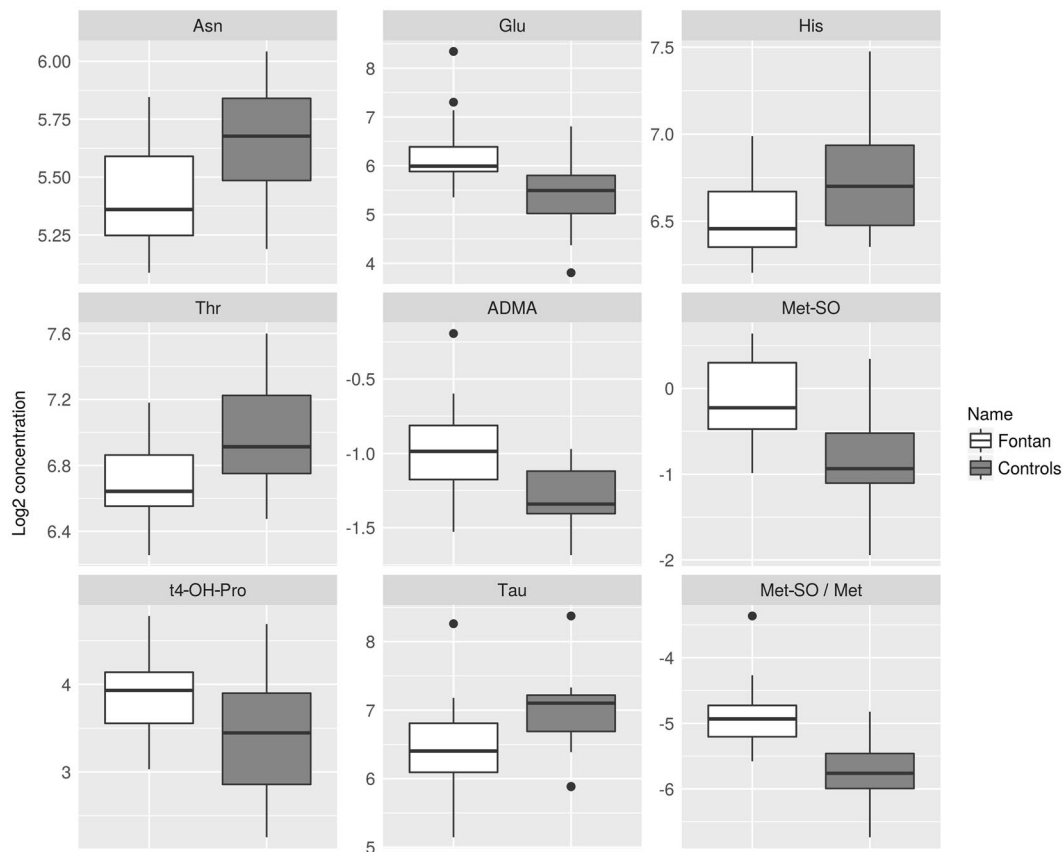 Asn
Glu
His
6.00
5.75
5.50
5.25
8
7
6
5
4
7.5
7.0
6.5
Thr
ADMA
Met-SO
7.6
7.2
6.8
6.4
-0.5
-1.0
-1.5
0
-1
-2
t4-OH-Pro
Tau
Met-SO / Met
4
3
8
7
6
5
-4
-5
-6
Log2 concentration
Name
Fontan
Controls